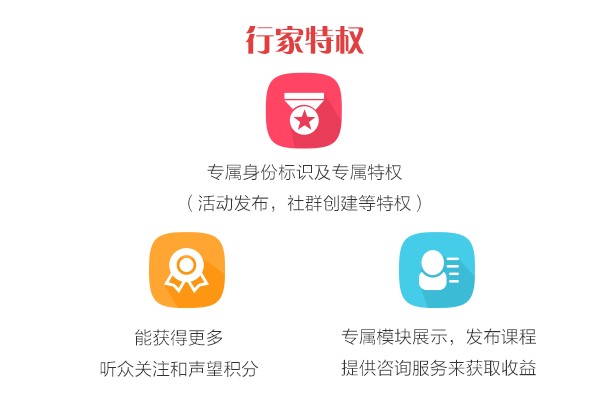 行家特权
专属身份标识及专属特权
（活动发布，社群创建等特权）
能获得更多
听众关注和声望积分
专属模块展示，发布课程
提供咨询服务来获取收益